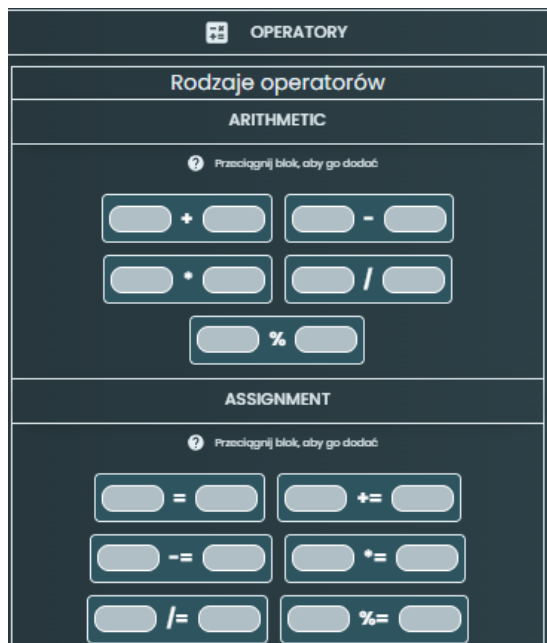 OPERATORY
Rodzaje operatorów
ARITHMETIC
Przeciągnij blok, aby go dodać
+ -
* /
%
ASSIGNMENT
Przeciągnij blok, aby go dodać
= +=
-= *=
/= %=